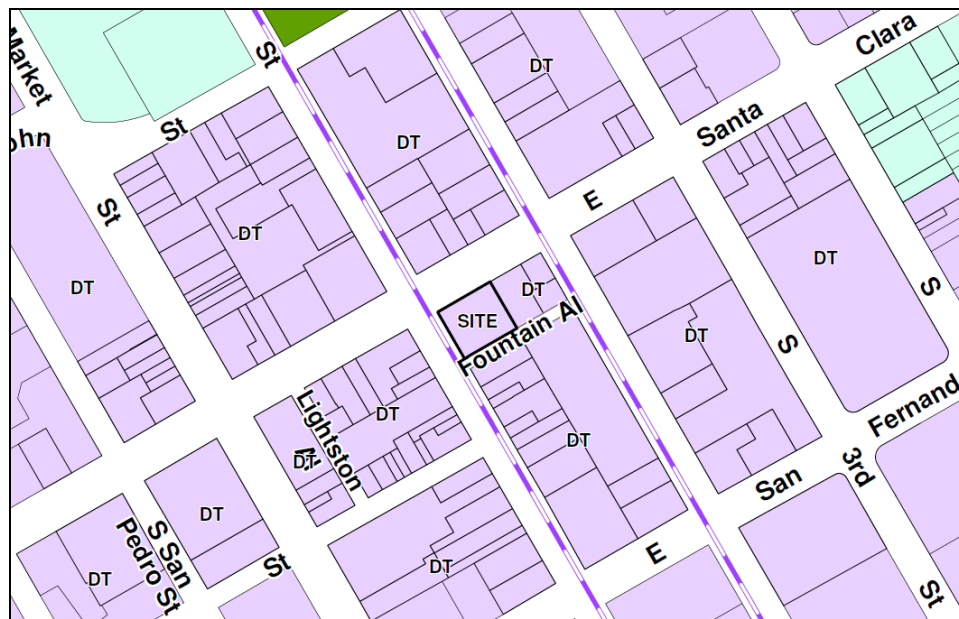 Market
St
Clara
DT
Santa
ohn
St
DT
St
E
DT
DT
DT
DT
S
SITE
Fountain Al
DT
S
Lightston
Al
DT
DT
DT
Fernand
3rd
San
DT
S San
Pedro St
St
E
DT
DT
St